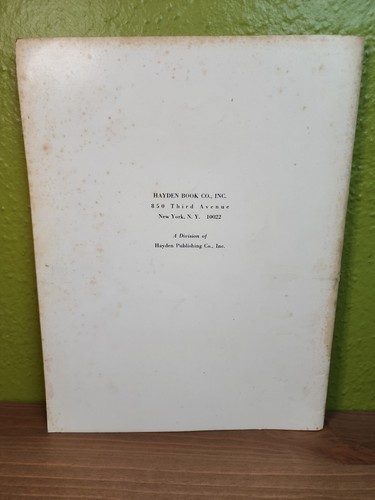 HAYDEN BOOK CO., INC.
850 Third Avenue
New York, N. Y. 10022
A Division of
Hayden Publishing Co., Inc.